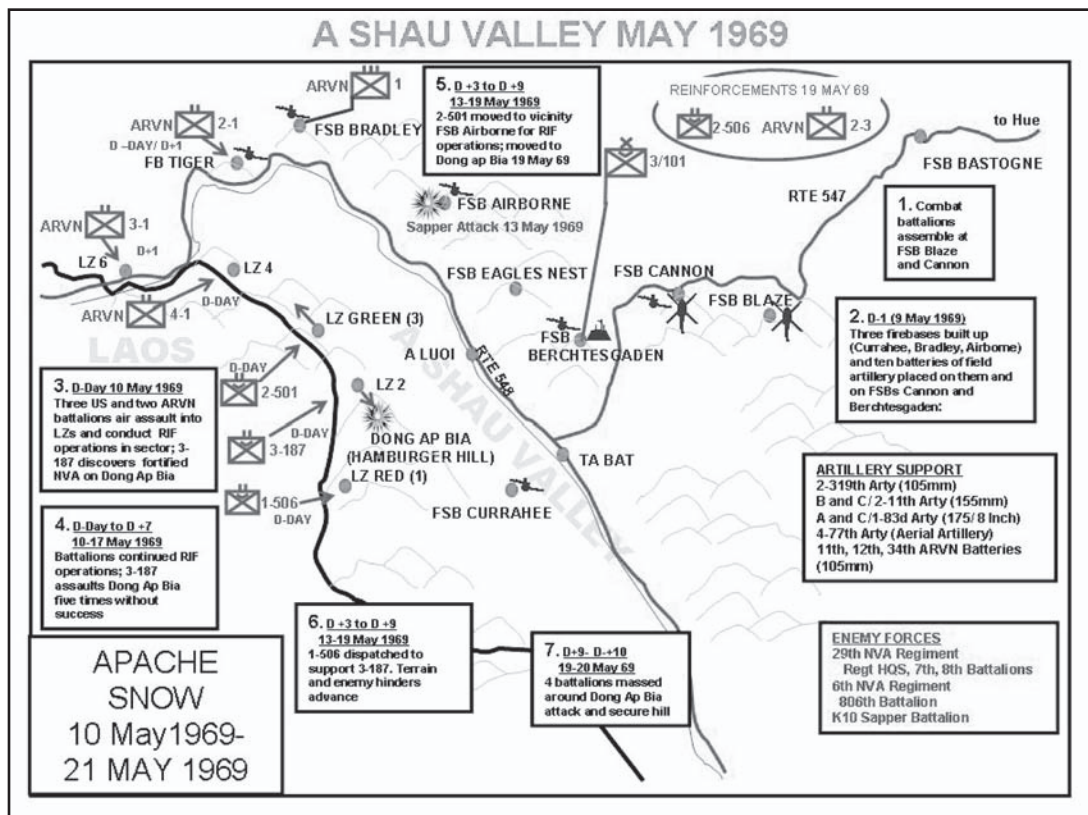 A SHAU VALLEY MAY 1969
ARVN 1
FSB BRADLEY
ARVN 2-1
D –DAY/ D+1
FB TIGER
ARVN 3-1
D+1
LZ 6
LZ 4
ARVN 4-1
D-DAY
LAOS
LZ GREEN (3)
D-DAY
2-501
D-DAY
3-187
LZ 2
DONG AP BIA
(HAMBURGER HILL)
LZ RED (1)
1-506
D-DAY
5. D +3 to D +9
13-19 May 1969
2-501 moved to vicinity
FSB Airborne for RIF
operations; moved to
Dong ap Bia 19 May 69
FSB AIRBORNE
Sapper Attack 13 May 1969
FSB EAGLES NEST
3/101
REINFORCEMENTS 19 MAY 69
2-506 ARVN 2-3
to Hue
FSB BASTOGNE
RTE 547
FSB CANNON
FSB BLAZE
FSB
BERCHTESGADEN
A LUOI
RTE 548
A SHAU VALLEY
TA BAT
FSB CURRAHEE
1. Combat
battalions
assemble at
FSB Blaze
and Cannon
2. D-1 (9 May 1969)
Three firebases built up
(Currahee, Bradley, Airborne)
and ten batteries of field
artillery placed on them and
on FSBs Cannon and
Berchtesgaden:
3. D-Day 10 May 1969
Three US and two ARVN
battalions air assault into
LZs and conduct RIF
operations in sector; 3-
187 discovers fortified
NVA on Dong Ap Bia
4. D-Day to D +7
10-17 May 1969
Battalions continued RIF
operations; 3-187
assaults Dong Ap Bia
five times without
success
6. D +3 to D +9
13-19 May 1969
1-506 dispatched to
support 3-187. Terrain
and enemy hinders
advance
7. D+9- D-+10
19-20 May 69
4 battalions massed
around Dong Ap Bia
attack and secure hill
ARTILLERY SUPPORT
2-319th Arty (105mm)
B and C/ 2-11th Arty (155mm)
A and C/1-83d Arty (175/ 8 Inch)
4-77th Arty (Aerial Artillery)
11th, 12th, 34th ARVN Batteries
(105mm)
ENEMY FORCES
29th NVA Regiment
Regt HQS, 7th, 8th Battalions
6th NVA Regiment
806th Battalion
K10 Sapper Battalion
APACHE
SNOW
10 May1969-
21 MAY 1969